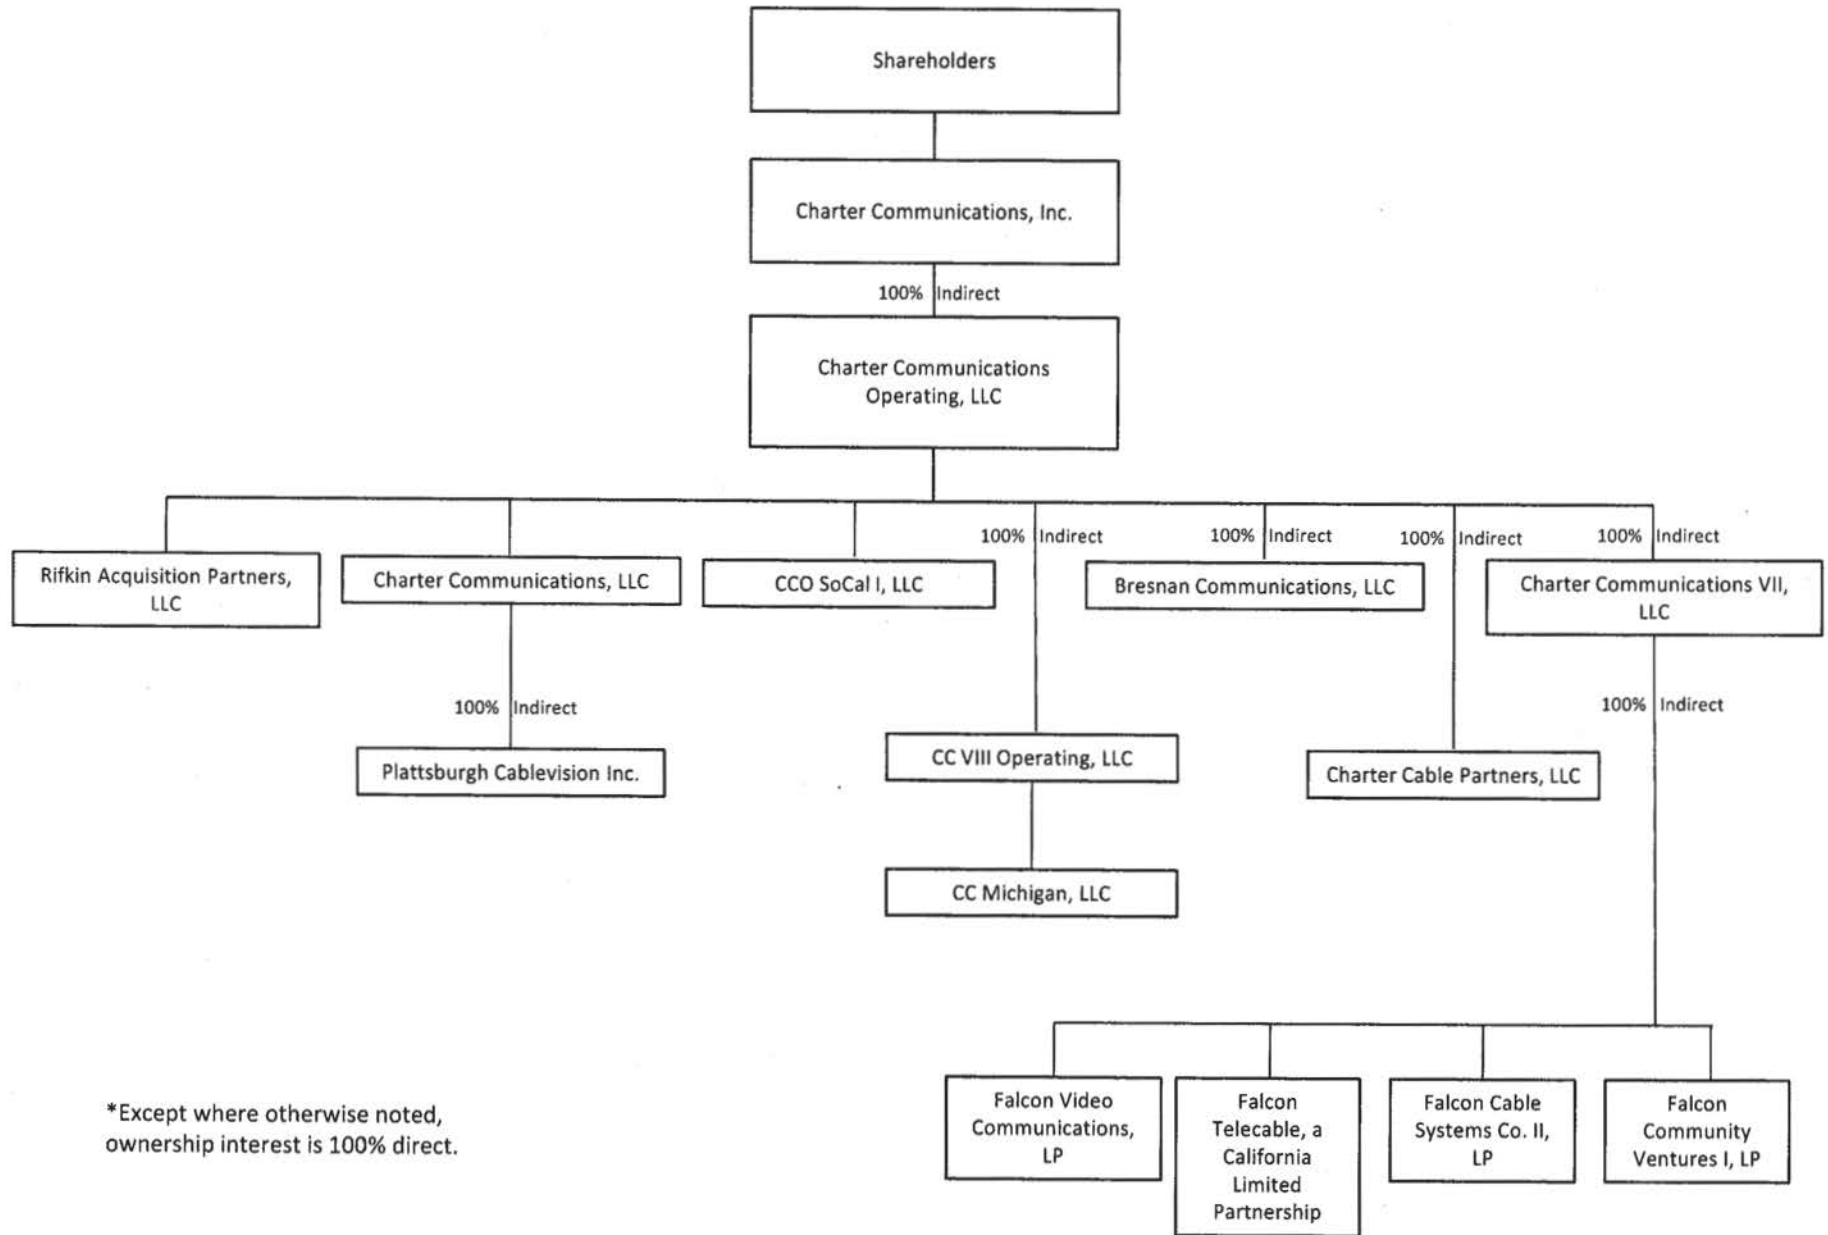 Shareholders
Charter Communications, Inc.
100% Indirect
Charter Communications
Operating, LLC
100% Indirect
100% Indirect
100% Indirect
100% Indirect
Rifkin Acquisition Partners,
LLC
Charter Communications, LLC
CCO SoCal I, LLC
Bresnan Communications, LLC
Charter Communications VII,
LLC
100% Indirect
100% Indirect
Plattsburgh Cablevision Inc.
CC VIII Operating, LLC
Charter Cable Partners, LLC
CC Michigan, LLC
Falcon Video
Communications,
LP
Falcon
Telecable, a
California
Limited
Partnership
Falcon Cable
Systems Co. II,
LP
Falcon
Community
Ventures I, LP
*Except where otherwise noted,
ownership interest is 100% direct.